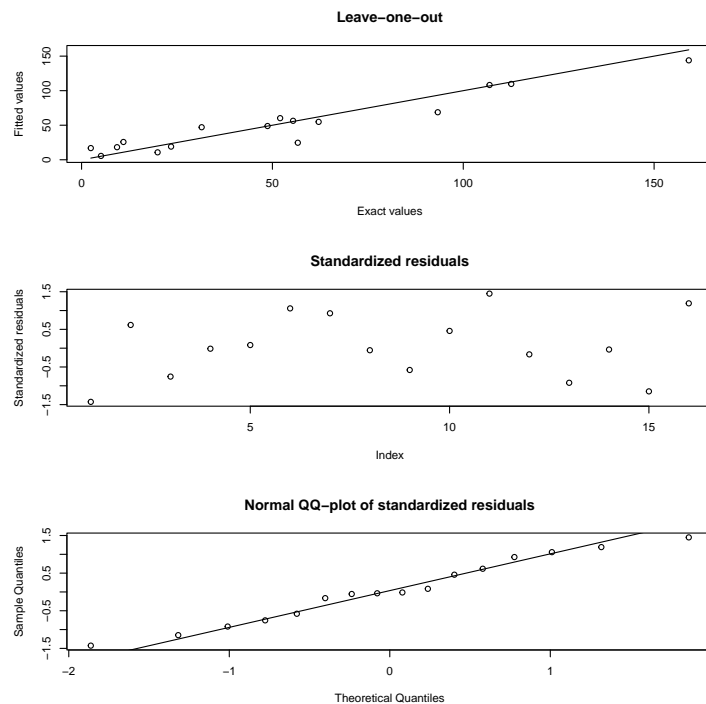 Leave−one−out
Fitted values
0 50 100 150
0 50 100 150
Exact values
Standardized residuals
Standardized residuals
−1.5 −0.5 0.5 1.5
5 10 15
Index
Normal QQ−plot of standardized residuals
Sample Quantiles
−1.5 −0.5 0.5 1.5
−2 −1 0 1
Theoretical Quantiles